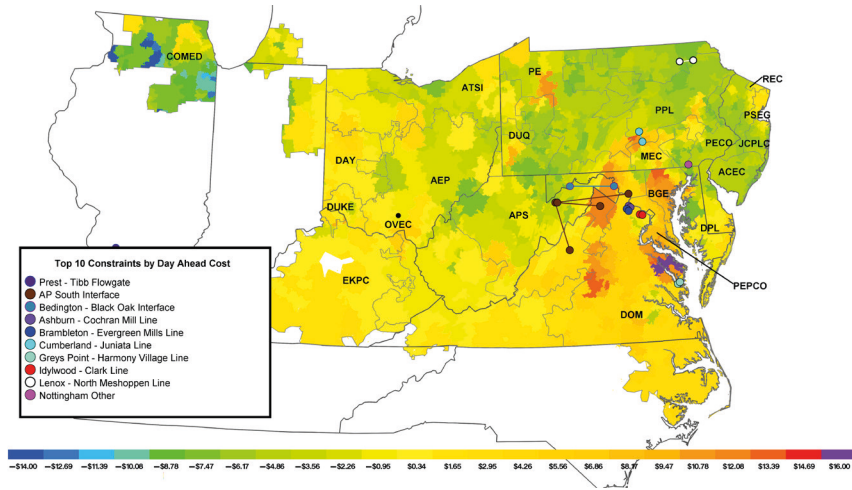 COMED
ATSI
PE
REC
PPL
PSEG
DUQ
PECO
JCPLC
MEC
DAY
AEP
ACEC
BGE
DUKE
APS
OVEC
DPL
EKPC
PEPCO
DOM
Top 10 Constraints by Day Ahead Cost
Prest - Tibb Flowgate
AP South Interface
Bedington - Black Oak Interface
Ashburn - Cochran Mill Line
Brambleton - Evergreen Mills Line
Cumberland - Juniata Line
Greys Point - Harmony Village Line
Idylwood - Clark Line
Lenox - North Meshoppen Line
Nottingham Other
−$14.00 −$12.69 −$11.39 −$10.08 −$8.78 −$7.47 −$6.17 −$4.86 −$3.56 −$2.26 −$0.95 $0.34 $1.65 $2.95 $4.26 $5.56 $6.86 $8.17 $9.47 $10.78 $12.08 $13.39 $14.69 $16.00